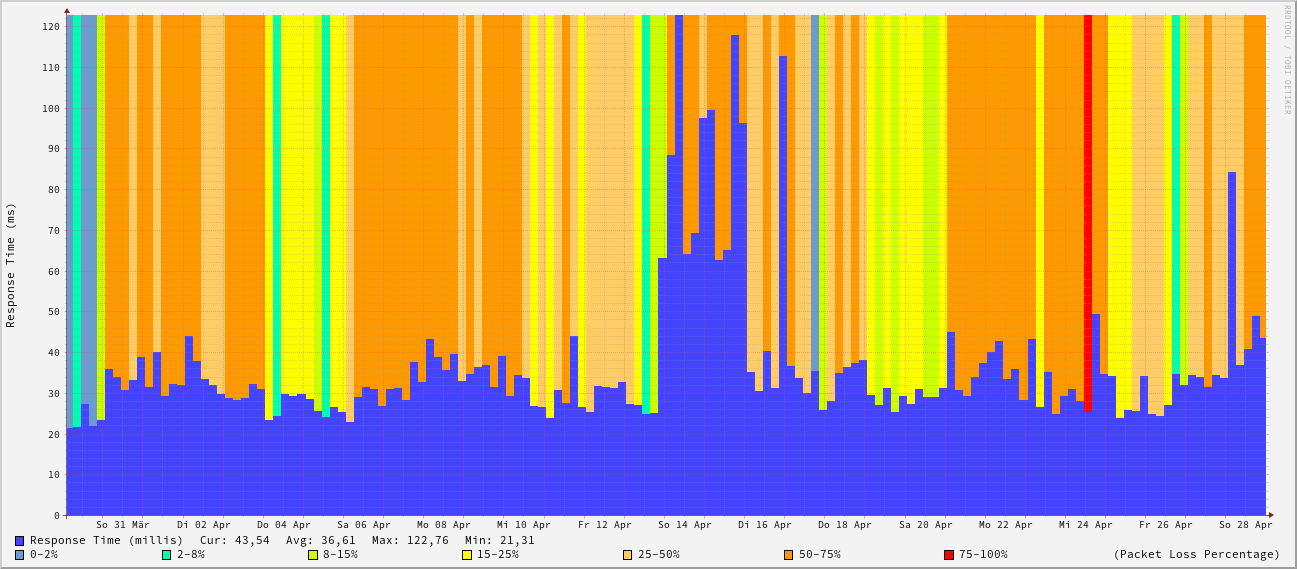 RRDTOOL / TOBI OETIKER
Response Time (ms)
120
110
100
90
80
70
60
50
40
30
20
10
0
So 31 Mär Di 02 Apr Do 04 Apr Sa 06 Apr Mo 08 Apr Mi 10 Apr Fr 12 Apr So 14 Apr Di 16 Apr Do 18 Apr Sa 20 Apr Mo 22 Apr Mi 24 Apr Fr 26 Apr So 28 Apr
Response Time (millis) Cur: 43,54 Avg: 36,61 Max: 122,76 Min: 21,31
0-2% 2-8% 8-15% 15-25% 25-50% 50-75% 75-100% (Packet Loss Percentage)